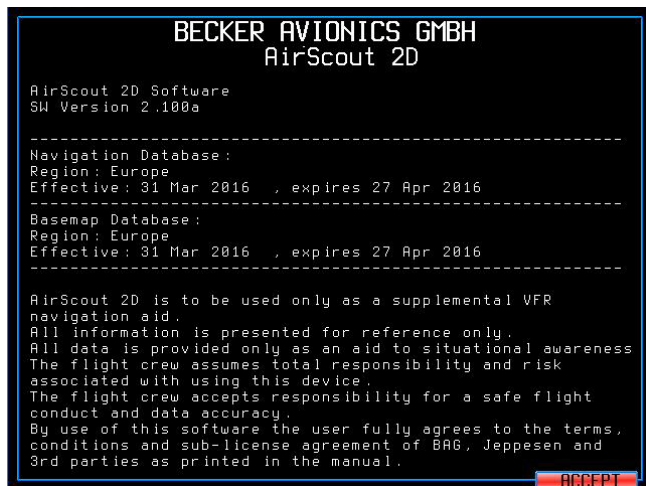 BECKER AVIONICS GMBH
AirScout 2D
AirScout 2D Software
SW Version 2.100a
------------------------------------------------------------
Navigation Database:
Region: Europe
Effective: 31 Mar 2016 , expires 27 Apr 2016
------------------------------------------------------------
Basemap Database:
Region: Europe
Effective: 31 Mar 2016 , expires 27 Apr 2016
------------------------------------------------------------
AirScout 2D is to be used only as a supplemental VFR
navigation aid.
All information is presented for reference only.
All data is provided only as an aid to situational awareness
The flight crew assumes total responsibility and risk
associated with using this device.
The flight crew accepts responsibility for a safe flight
conduct and data accuracy.
By use of this software the user fully agrees to the terms,
conditions and sub-license agreement of BAG, Jeppesen and
3rd parties as printed in the manual.
ACCEPT